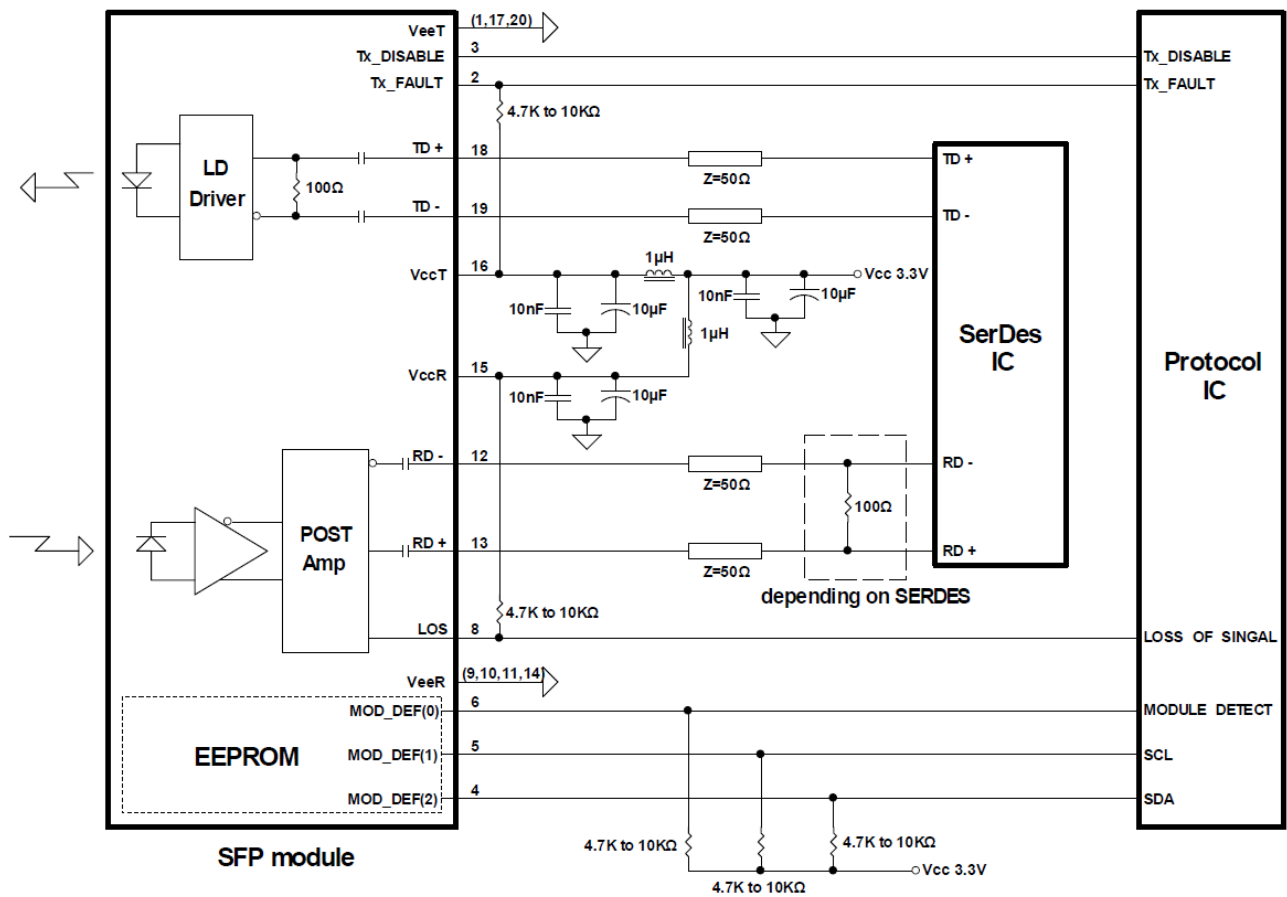 VeeT (1,17,20)
Tx_DISABLE 3 Tx_DISABLE
Tx_FAULT 2 Tx_FAULT
4.7K to 10KΩ
LD
Driver
100Ω
TD + 18 TD +
Z=50Ω
TD - 19 TD -
Z=50Ω
1µH
VccT 16 Vcc 3.3V
10nF 10µF 10nF 10µF
1µH
SerDes
IC
Protocol
IC
VccR 15
10nF 10µF
RD - 12 RD -
Z=50Ω
100Ω
POST
Amp
RD + 13 RD +
Z=50Ω
depending on SERDES
4.7K to 10KΩ
LOS 8 LOSS OF SINGAL
VeeR (9,10,11,14)
MOD_DEF(0) 6 MODULE DETECT
EEPROM
MOD_DEF(1) 5 SCL
MOD_DEF(2) 4 SDA
4.7K to 10KΩ 4.7K to 10KΩ
SFP module
Vcc 3.3V
4.7K to 10KΩ